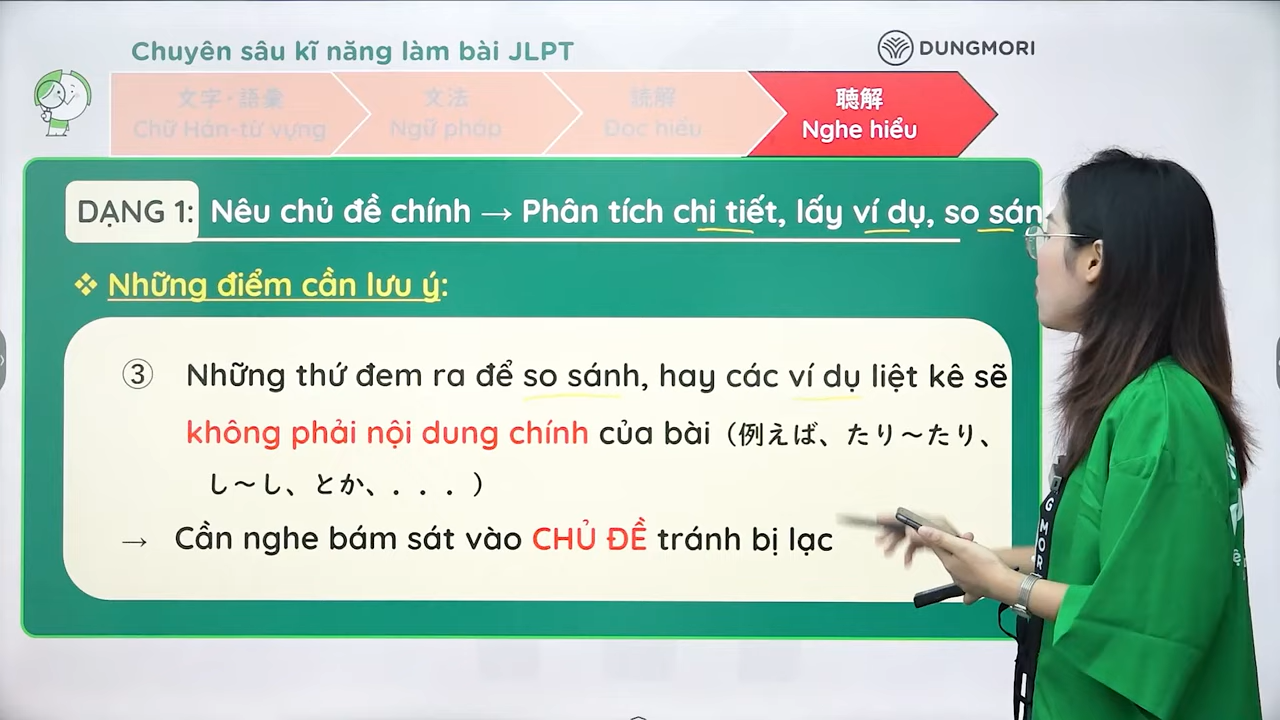 Chuyên sâu kĩ năng làm bài JLPT
DUNGMORI
文字・語彙
文法
読解
聴解
Chữ Hán-từ vựng
Ngữ pháp
Đọc hiểu
Nghe hiểu
DẠNG 1: Nêu chủ đề chính → Phân tích chi tiết, lấy ví dụ, so sán
❖ Những điểm cần lưu ý:
③ Những thứ đem ra để so sánh, hay các ví dụ liệt kê sẽ
không phải nội dung chính của bài（例えば、たり～たり、
し～し、とか、．．．）
→ Cần nghe bám sát vào CHỦ ĐỀ tránh bị lạc
G MOR